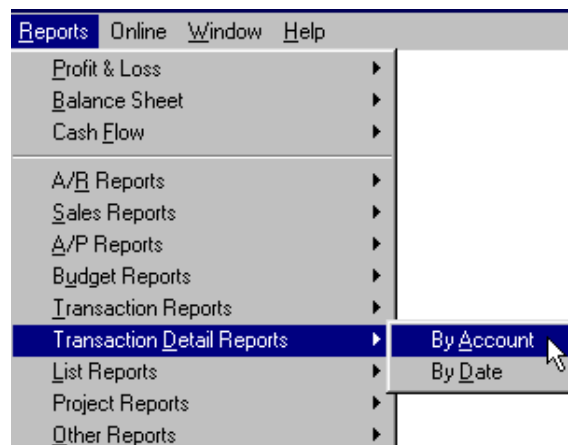 Reports Online Window Help
Profit & Loss
Balance Sheet
Cash Flow
A/R Reports
Sales Reports
A/P Reports
Budget Reports
Transaction Reports
Transaction Detail Reports By Account
List Reports By Date
Project Reports
Other Reports